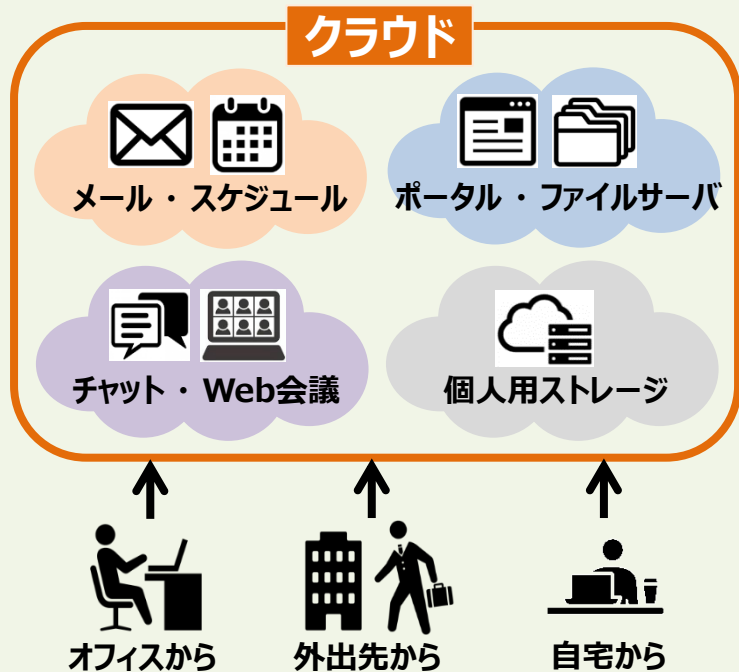 クラウド
メール ・ スケジュール
ポータル ・ ファイルサーバ
チャット ・ Web会議
個人用ストレージ
オフィスから
外出先から
自宅から